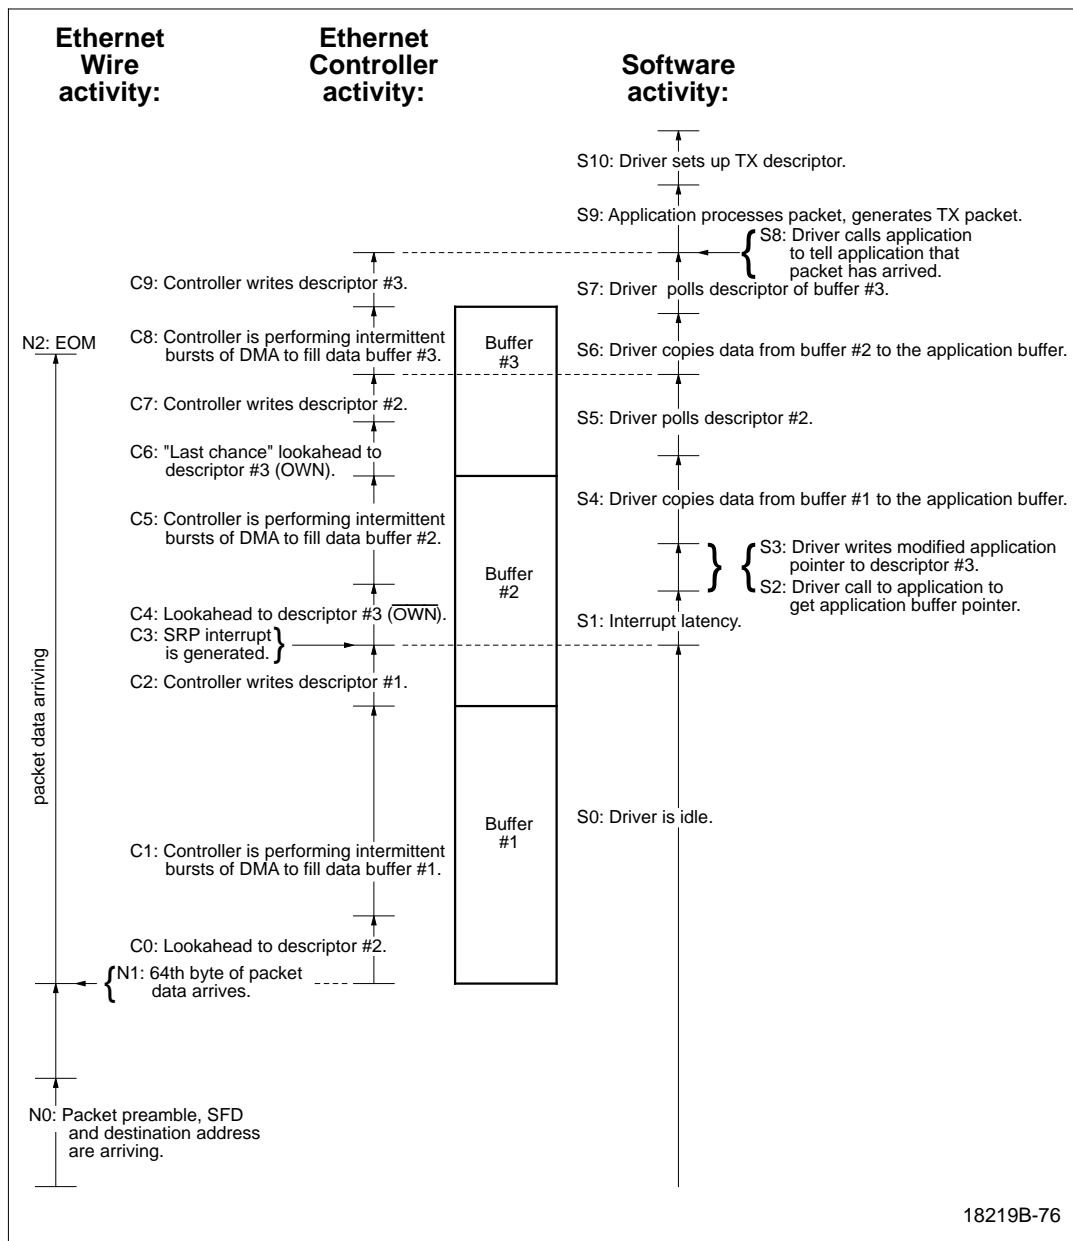 Ethernet
Wire
activity:
Ethernet
Controller
activity:
Software
activity:
S10: Driver sets up TX descriptor.
S9: Application processes packet, generates TX packet.
S8: Driver calls application
to tell application that
packet has arrived.
C9: Controller writes descriptor #3.
S7: Driver polls descriptor of buffer #3.
N2: EOM
C8: Controller is performing intermittent
bursts of DMA to fill data buffer #3.
Buffer
#3
S6: Driver copies data from buffer #2 to the application buffer.
C7: Controller writes descriptor #2.
S5: Driver polls descriptor #2.
C6: "Last chance" lookahead to
descriptor #3 (OWN).
S4: Driver copies data from buffer #1 to the application buffer.
C5: Controller is performing intermittent
bursts of DMA to fill data buffer #2.
S3: Driver writes modified application
pointer to descriptor #3.
Buffer
#2
S2: Driver call to application to
get application buffer pointer.
C4: Lookahead to descriptor #3 (O̅W̅N̅).
S1: Interrupt latency.
C3: SRP interrupt
is generated.
C2: Controller writes descriptor #1.
packet data arriving
S0: Driver is idle.
Buffer
#1
C1: Controller is performing intermittent
bursts of DMA to fill data buffer #1.
C0: Lookahead to descriptor #2.
N1: 64th byte of packet
data arrives.
N0: Packet preamble, SFD
and destination address
are arriving.
18219B-76